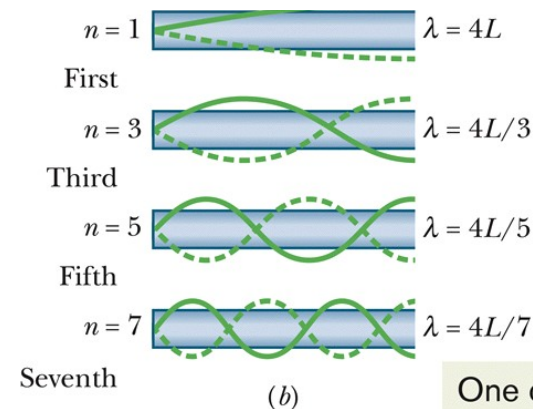 n = 1 λ = 4L
First
n = 3 λ = 4L/3
Third
n = 5 λ = 4L/5
Fifth
n = 7 λ = 4L/7
Seventh
(b)
One